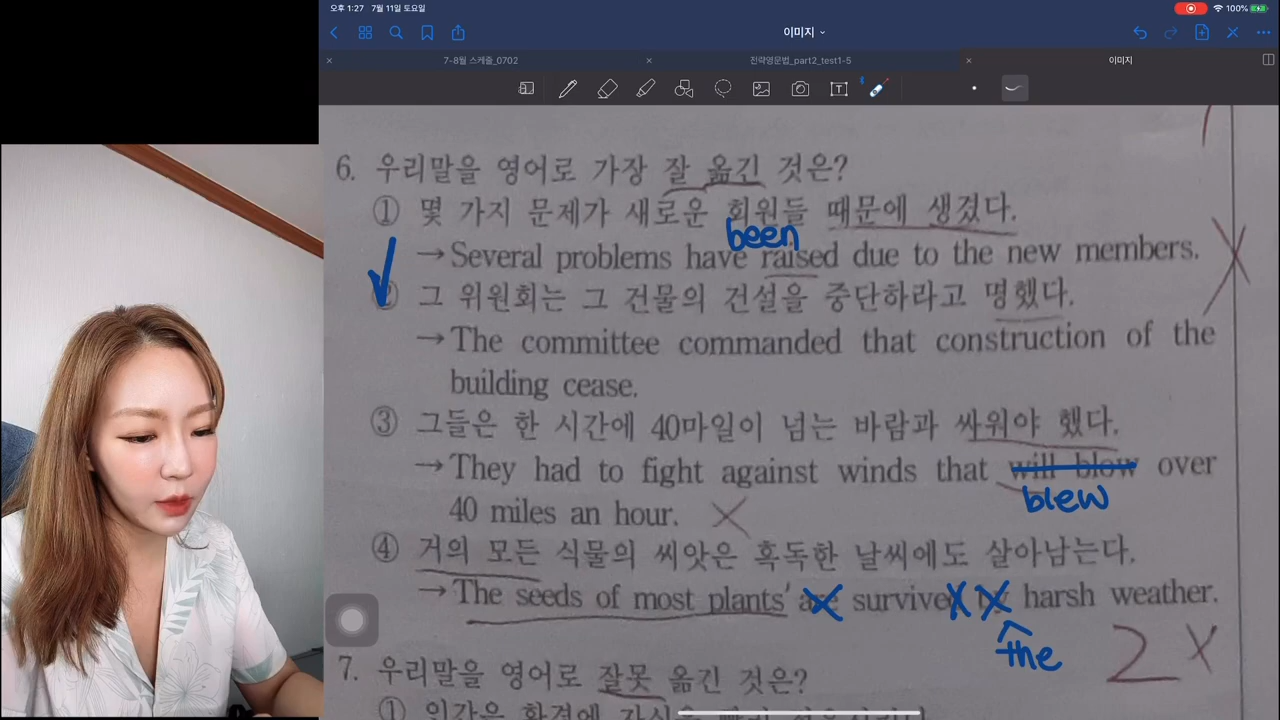 오후 1:27 7월 11일 토요일
100%
이미지
7-8월 스케줄_0702
전략영문법_part2_test1-5
이미지
6. 우리말을 영어로 가장 잘 옮긴 것은?
① 몇 가지 문제가 새로운 회원들 때문에 생겼다.
been
→ Several problems have raised due to the new members.
② 그 위원회는 그 건물의 건설을 중단하라고 명했다.
→ The committee commanded that construction of the
building cease.
③ 그들은 한 시간에 40마일이 넘는 바람과 싸워야 했다.
→ They had to fight against winds that will blow over
blew
40 miles an hour.
④ 거의 모든 식물의 씨앗은 혹독한 날씨에도 살아남는다.
→ The seeds of most plants' are survive harsh weather.
the
2 X
7. 우리말을 영어로 잘못 옮긴 것은?